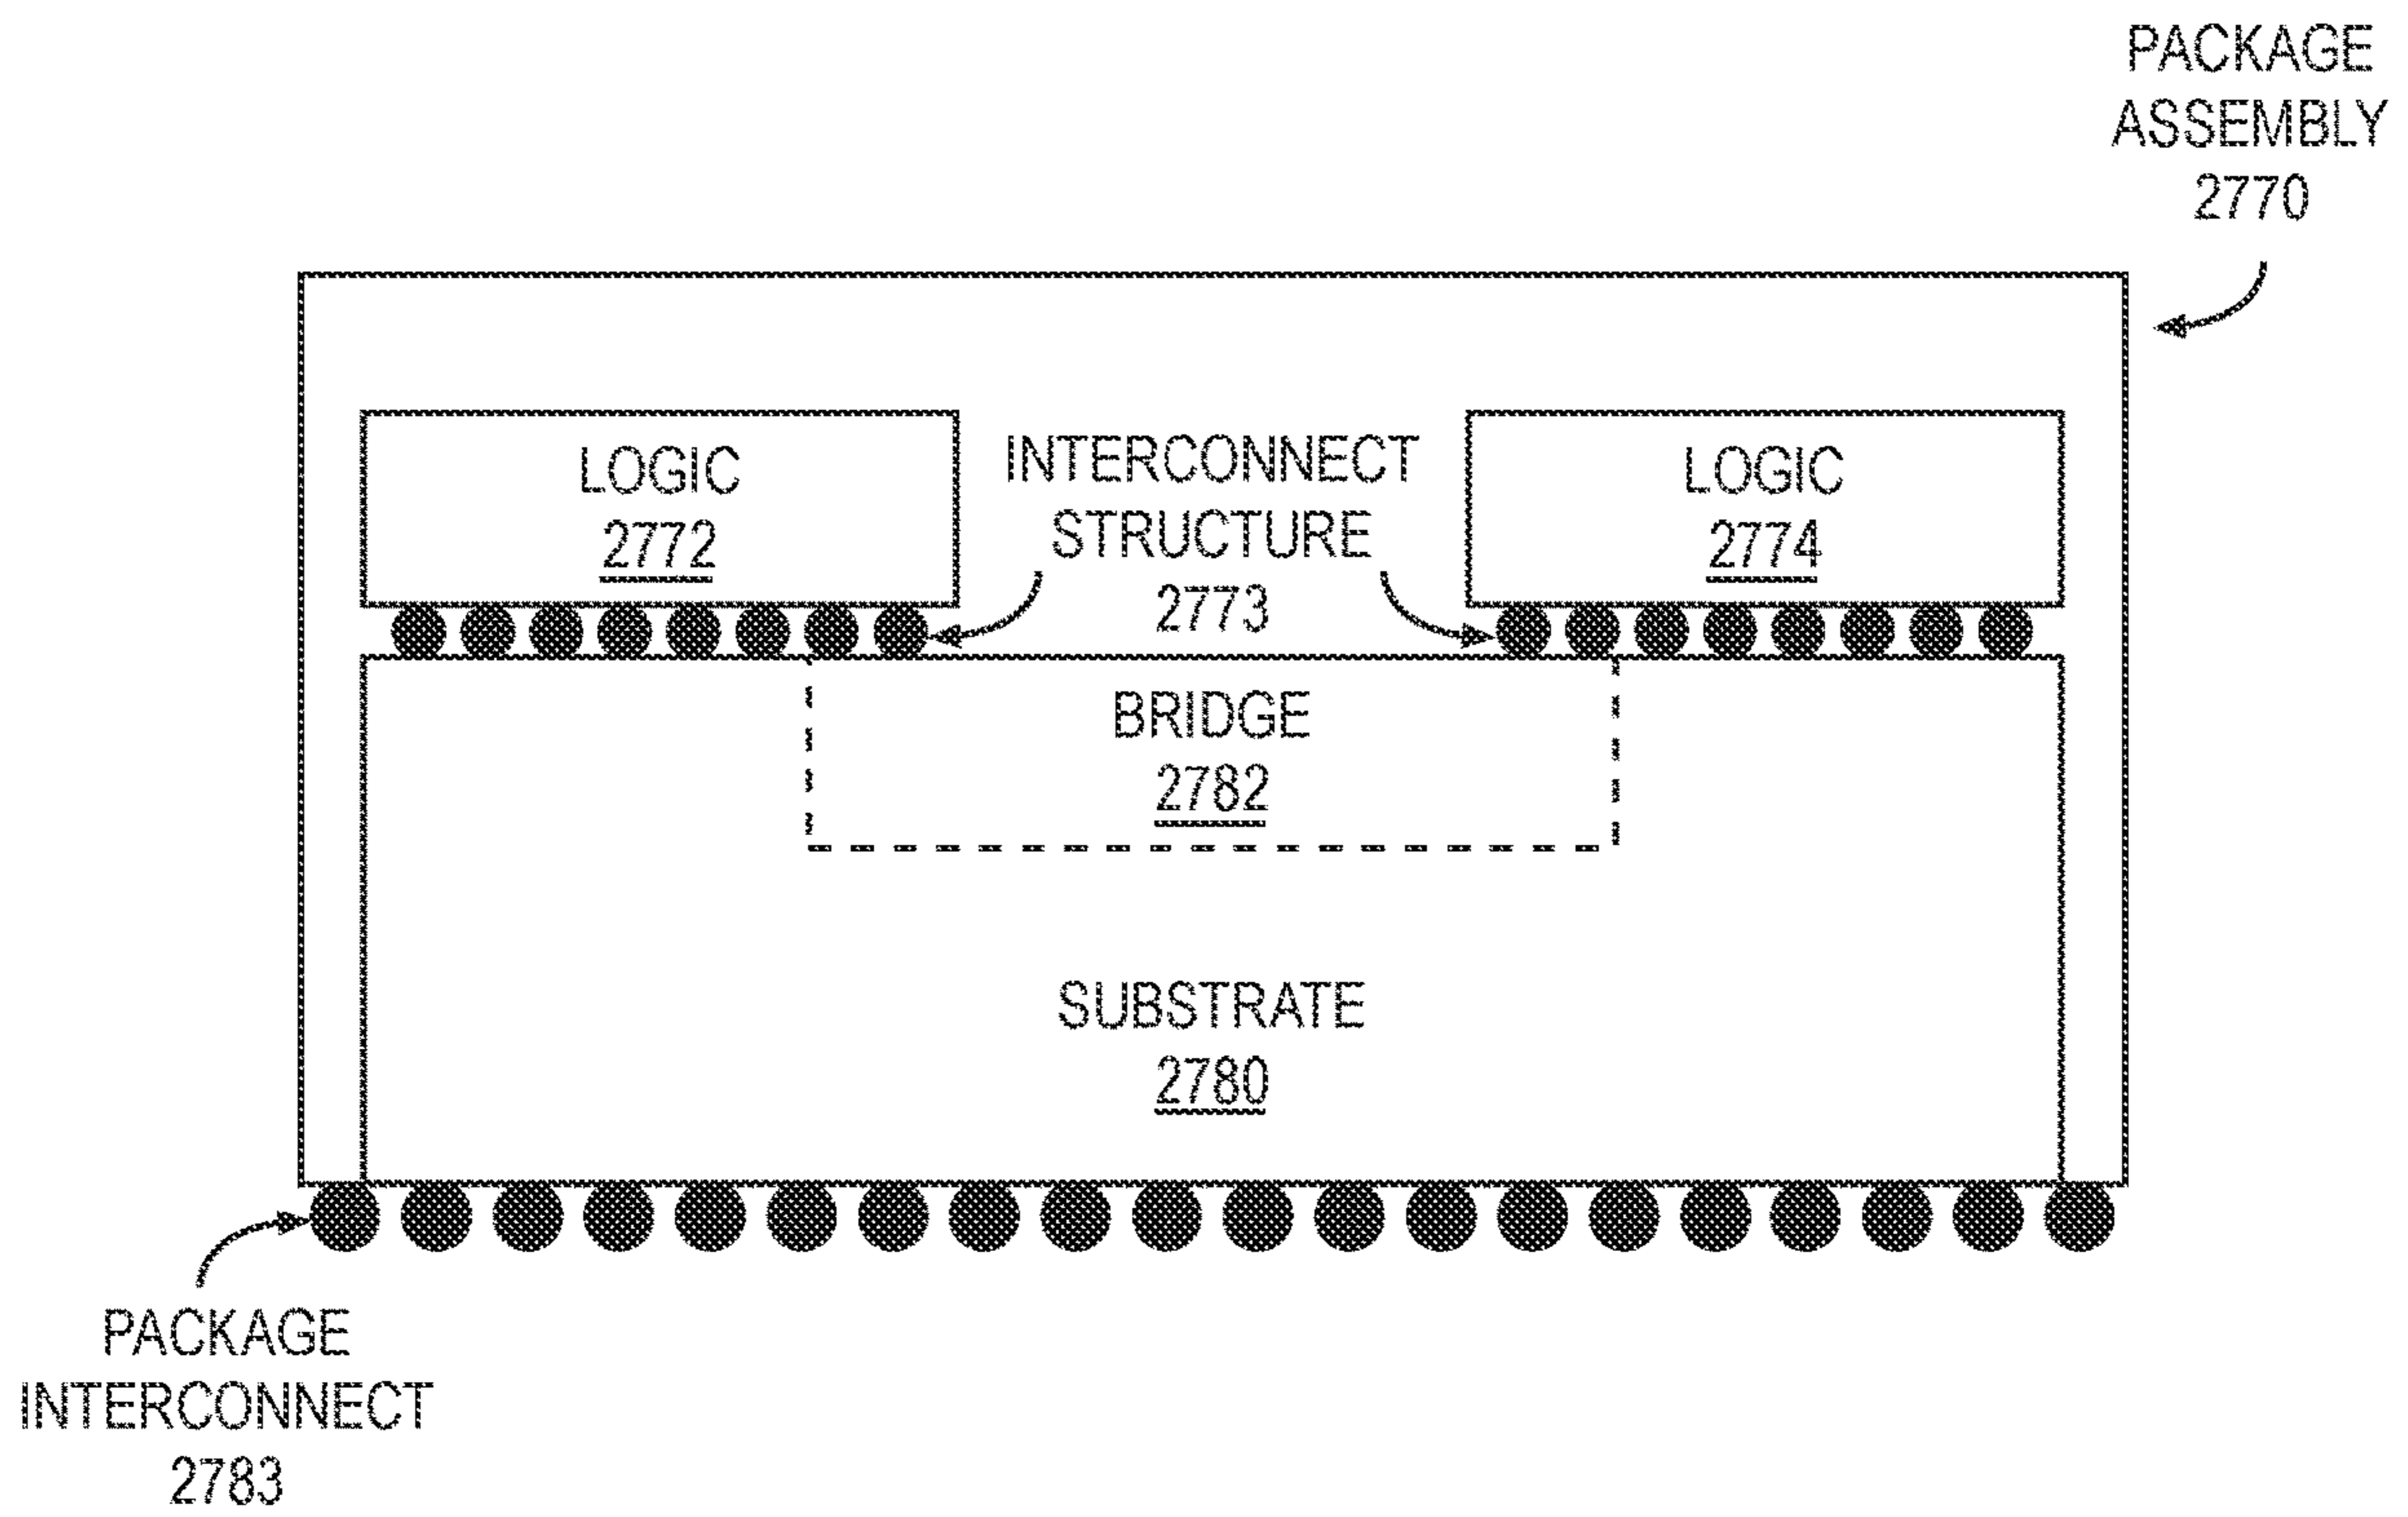 PACKAGE
ASSEMBLY
2770
LOGIC
2772
INTERCONNECT
STRUCTURE
2773
LOGIC
2774
BRIDGE
2782
SUBSTRATE
2780
PACKAGE
INTERCONNECT
2783